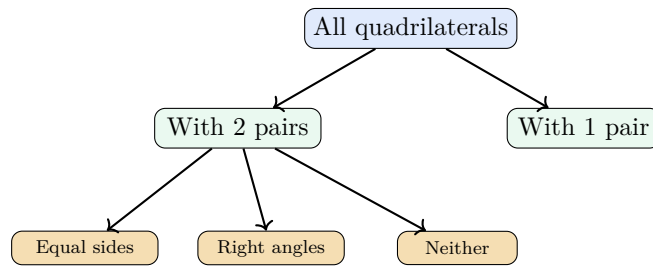 All quadrilaterals
With 2 pairs
With 1 pair
Equal sides
Right angles
Neither